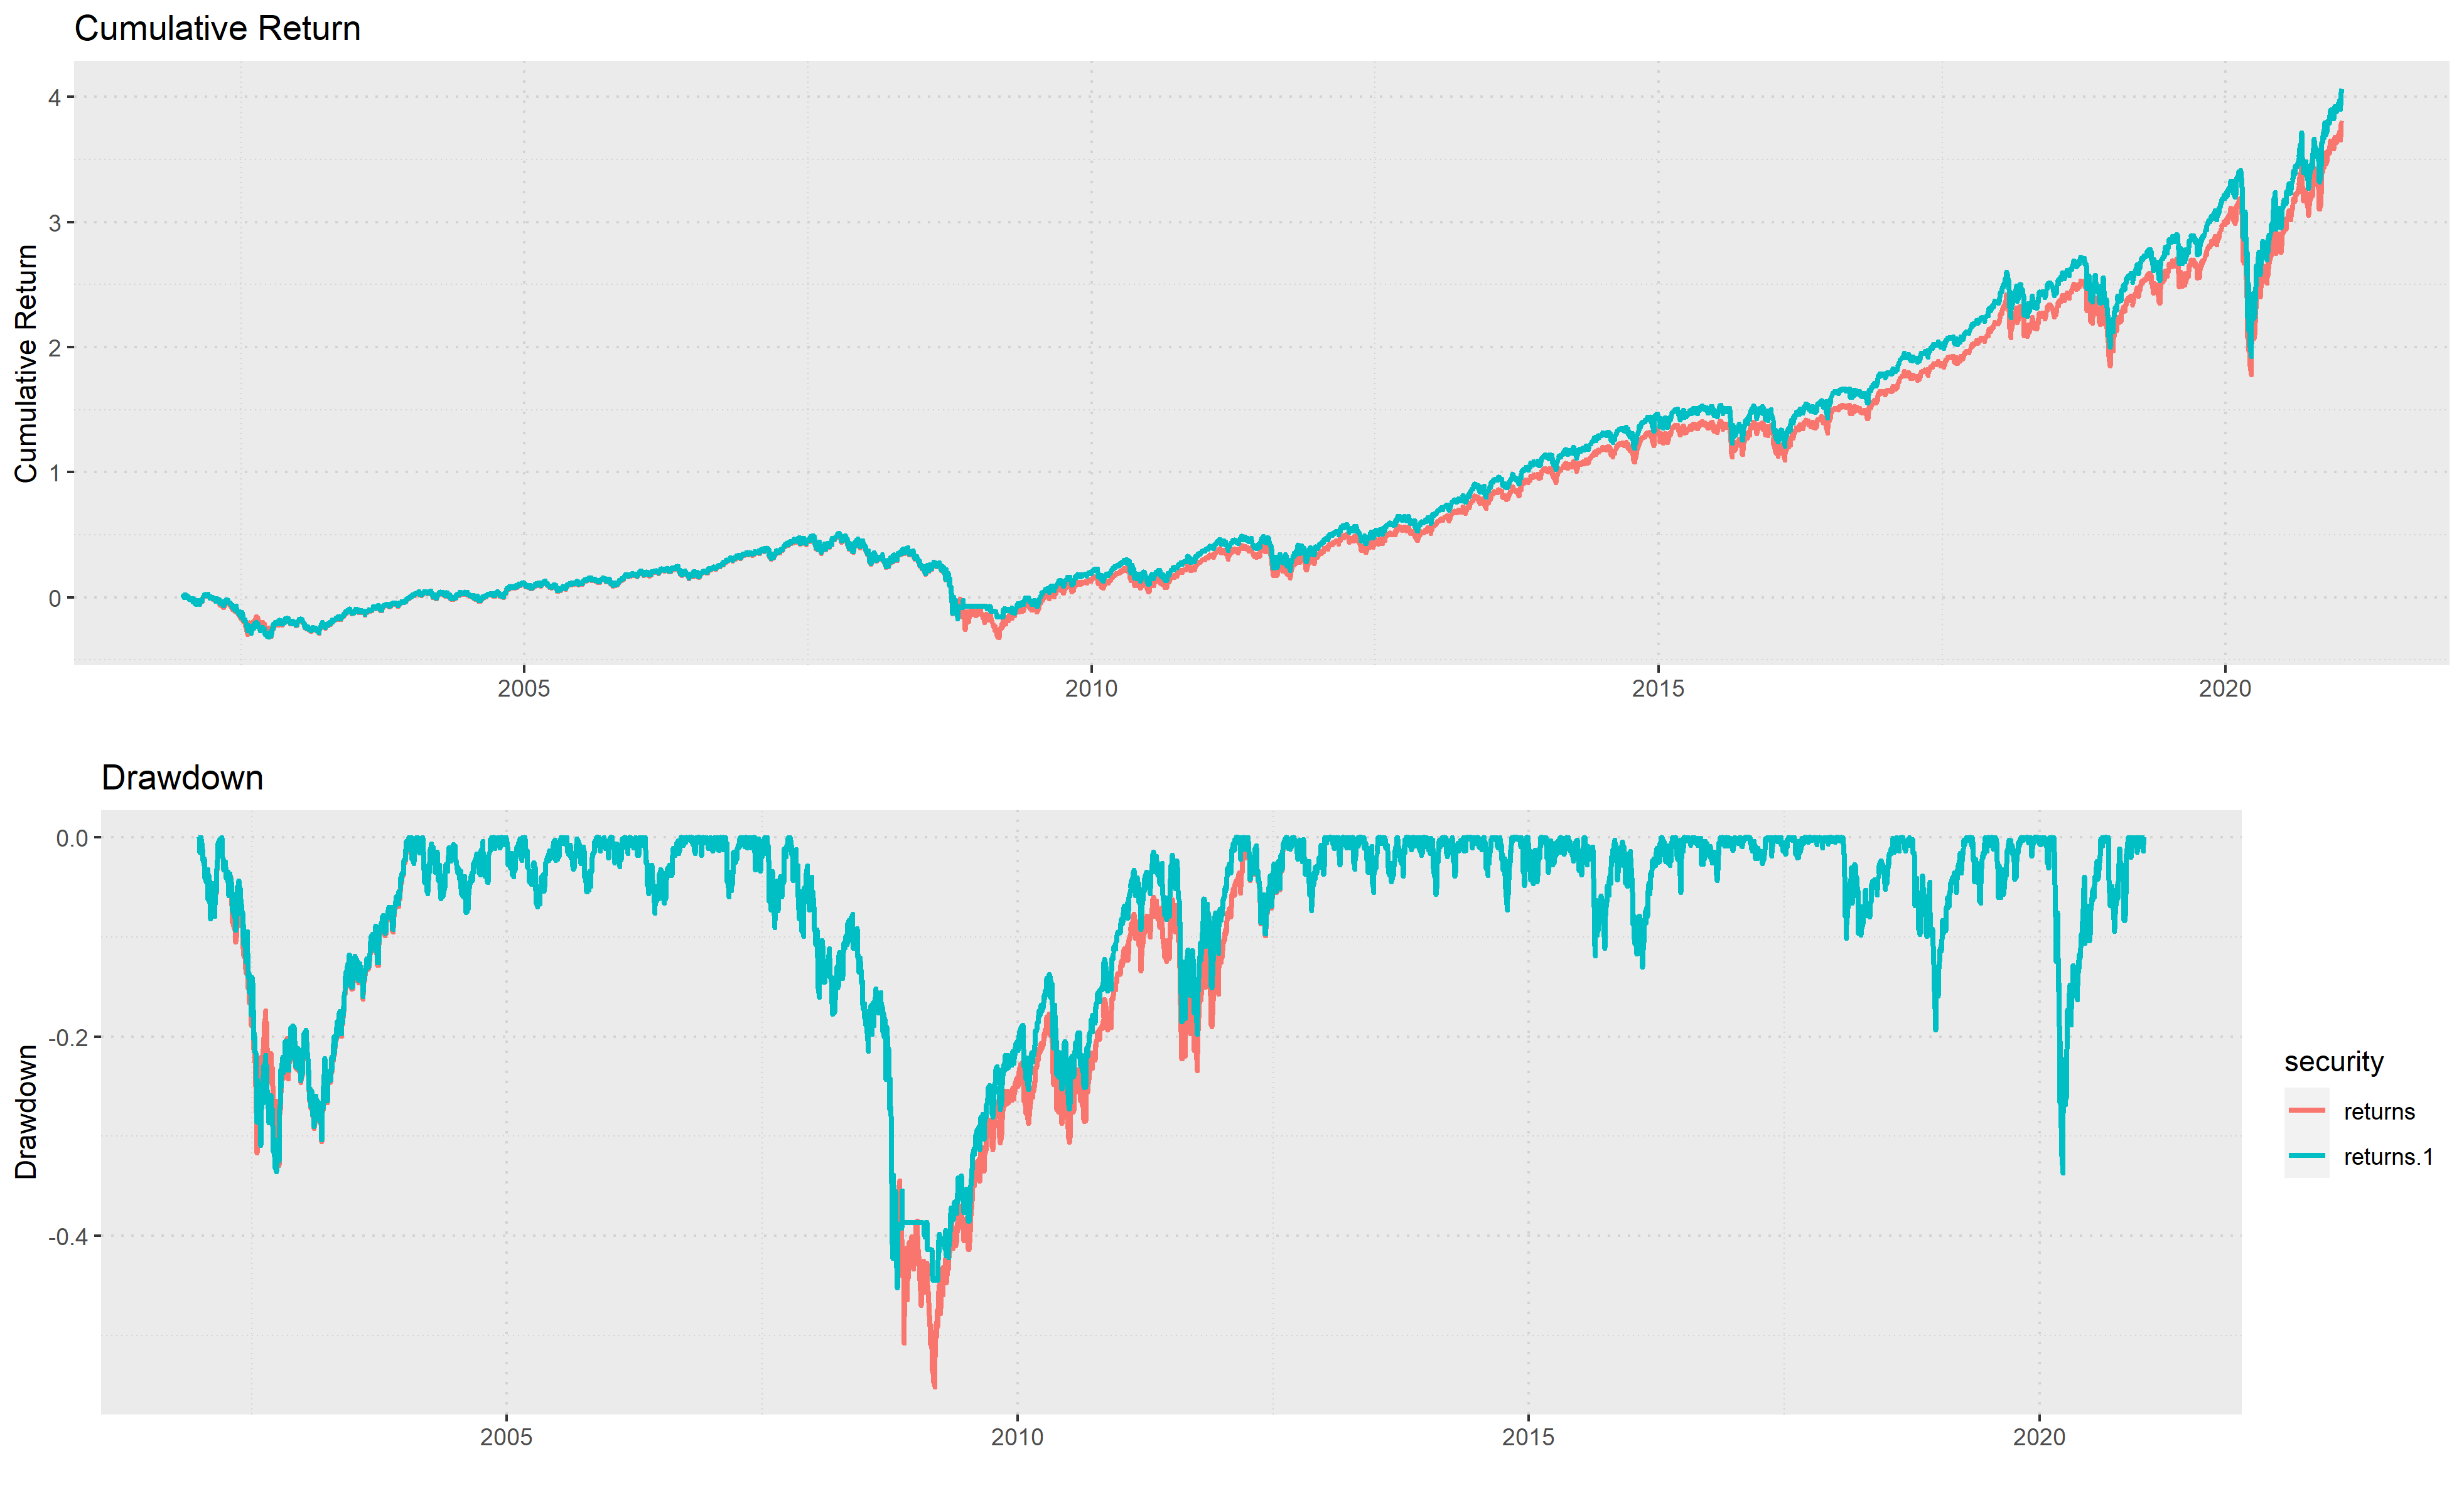 Cumulative Return
Cumulative Return
4
3
2
1
0
2005 2010 2015 2020
Drawdown
Drawdown
0.0
-0.2
-0.4
2005 2010 2015 2020
security
returns
returns.1